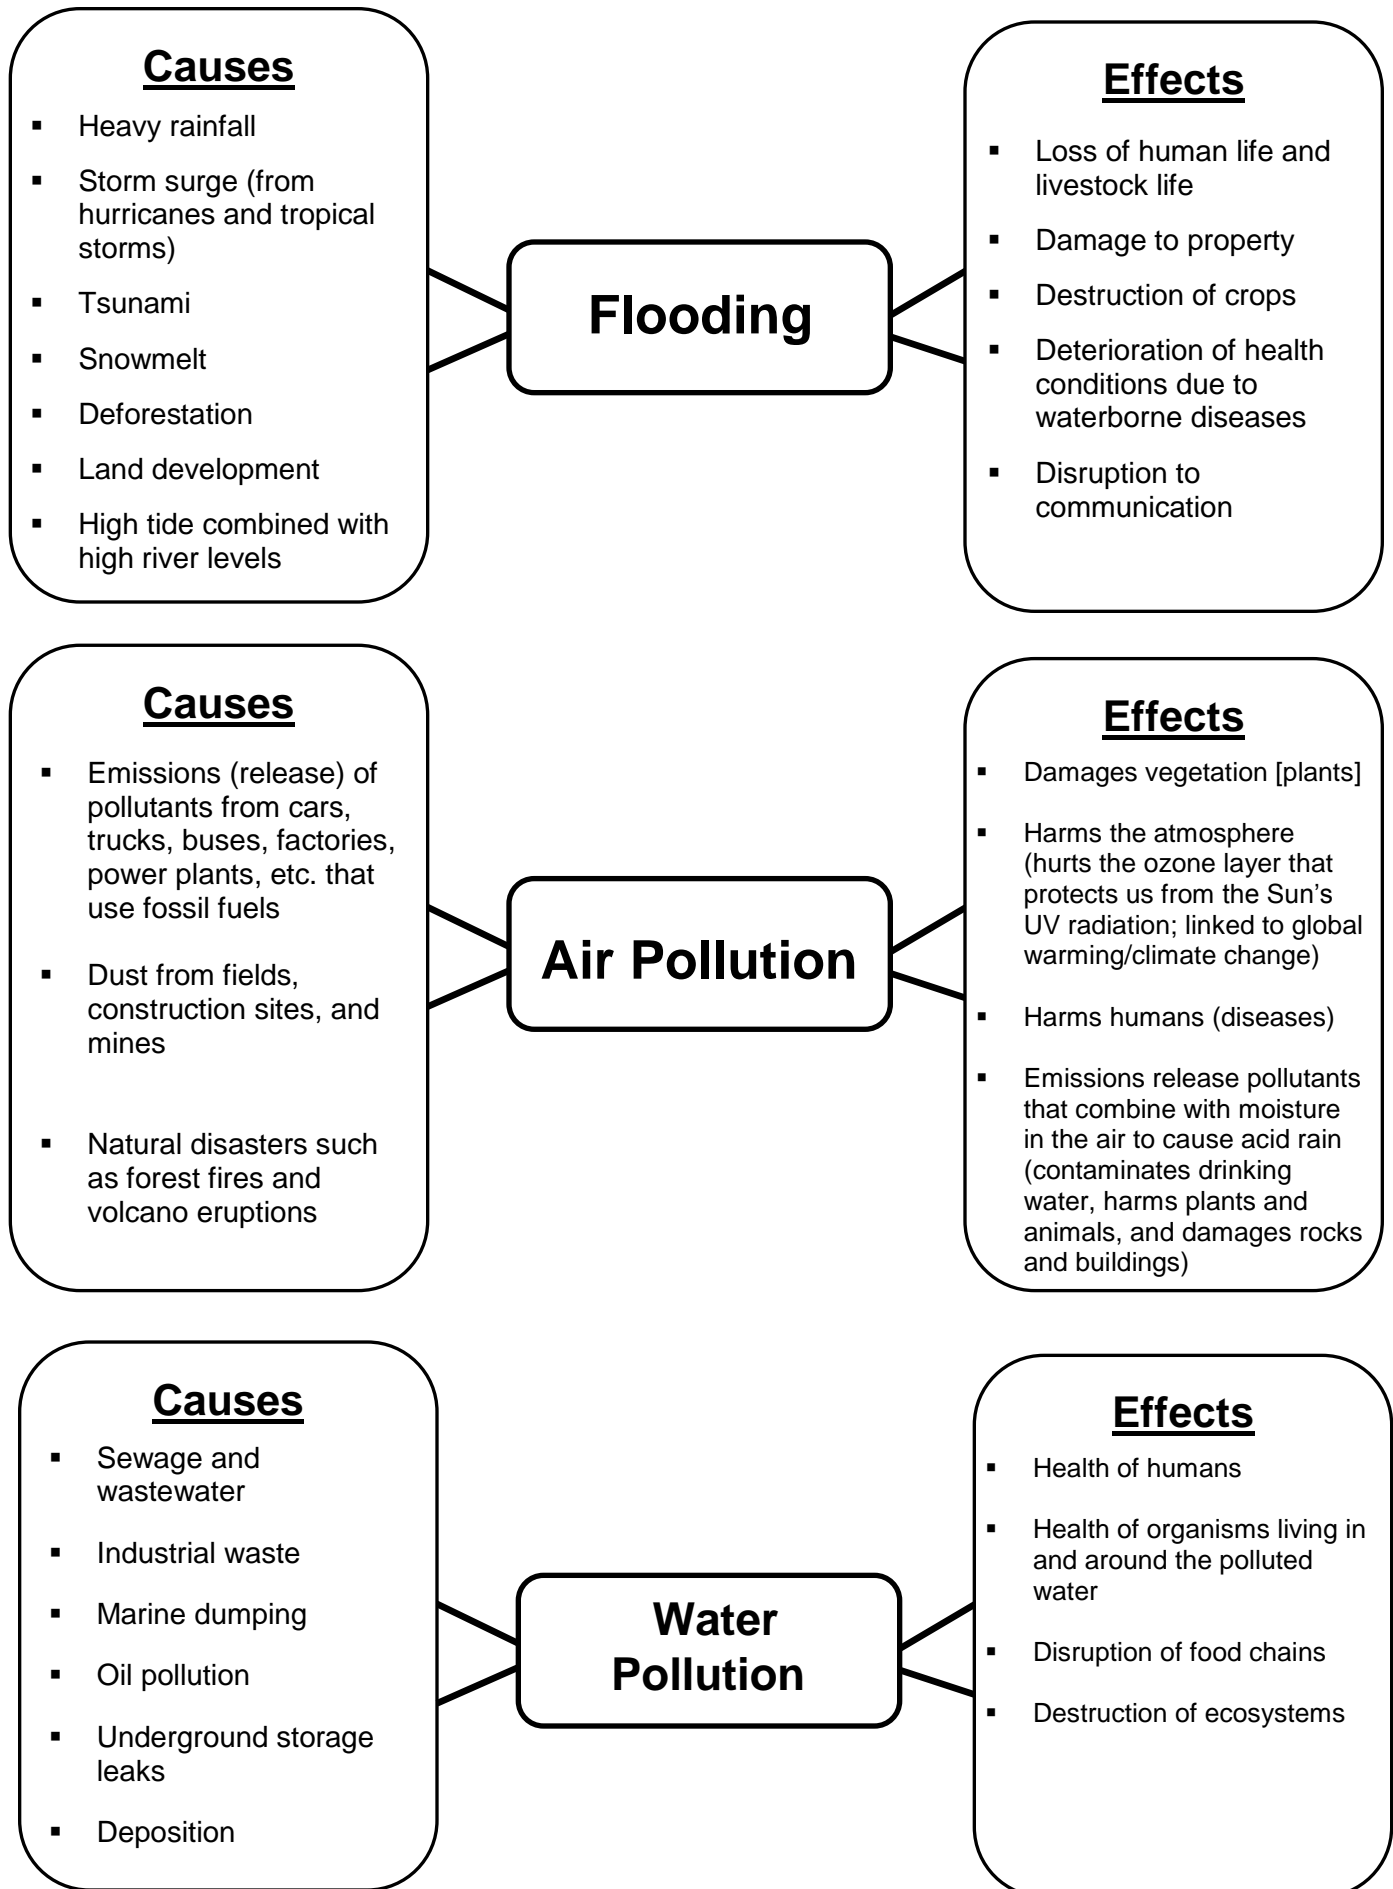 Causes
▪ Heavy rainfall
▪ Storm surge (from
hurricanes and tropical
storms)
▪ Tsunami
▪ Snowmelt
▪ Deforestation
▪ Land development
▪ High tide combined with
high river levels
Flooding
Effects
▪ Loss of human life and
livestock life
▪ Damage to property
▪ Destruction of crops
▪ Deterioration of health
conditions due to
waterborne diseases
▪ Disruption to
communication
Causes
▪ Emissions (release) of
pollutants from cars,
trucks, buses, factories,
power plants, etc. that
use fossil fuels
▪ Dust from fields,
construction sites, and
mines
▪ Natural disasters such
as forest fires and
volcano eruptions
Air Pollution
Effects
▪ Damages vegetation [plants]
▪ Harms the atmosphere
(hurts the ozone layer that
protects us from the Sun’s
UV radiation; linked to global
warming/climate change)
▪ Harms humans (diseases)
▪ Emissions release pollutants
that combine with moisture
in the air to cause acid rain
(contaminates drinking
water, harms plants and
animals, and damages rocks
and buildings)
Causes
▪ Sewage and
wastewater
▪ Industrial waste
▪ Marine dumping
▪ Oil pollution
▪ Underground storage
leaks
▪ Deposition
Water
Pollution
Effects
▪ Health of humans
▪ Health of organisms living in
and around the polluted
water
▪ Disruption of food chains
▪ Destruction of ecosystems